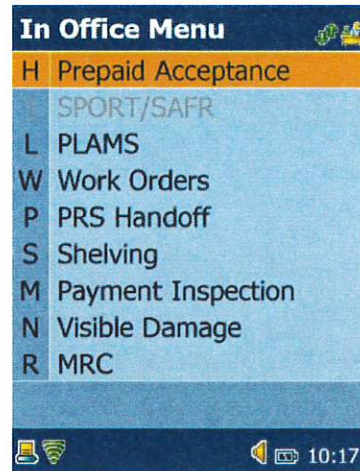 In Office Menu
H Prepaid Acceptance
SPORT/SAFR
L PLAMS
W Work Orders
P PRS Handoff
S Shelving
M Payment Inspection
N Visible Damage
R MRC
10:17